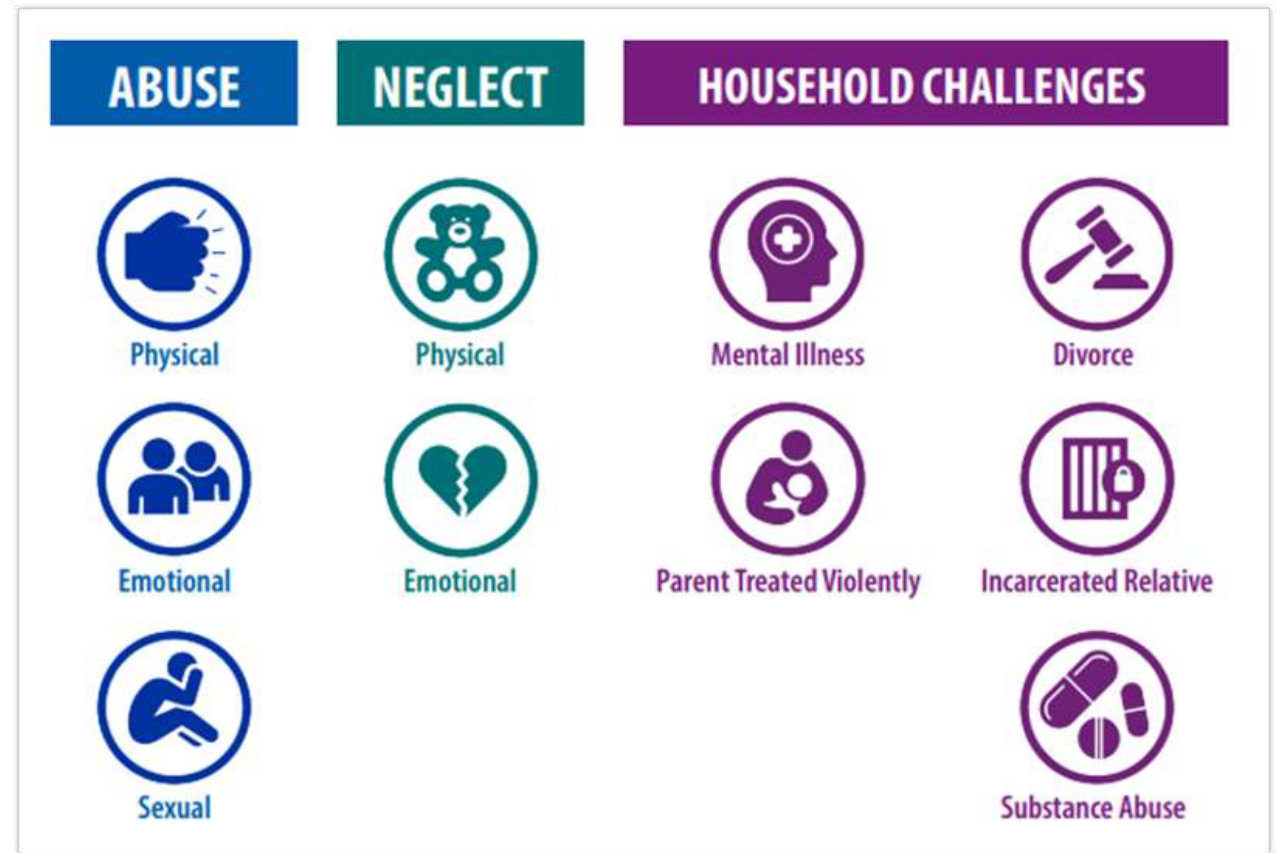 ABUSE
NEGLECT
HOUSEHOLD CHALLENGES
Physical
Physical
Mental Illness
Divorce
Emotional
Emotional
Parent Treated Violently
Incarcerated Relative
Sexual
Substance Abuse